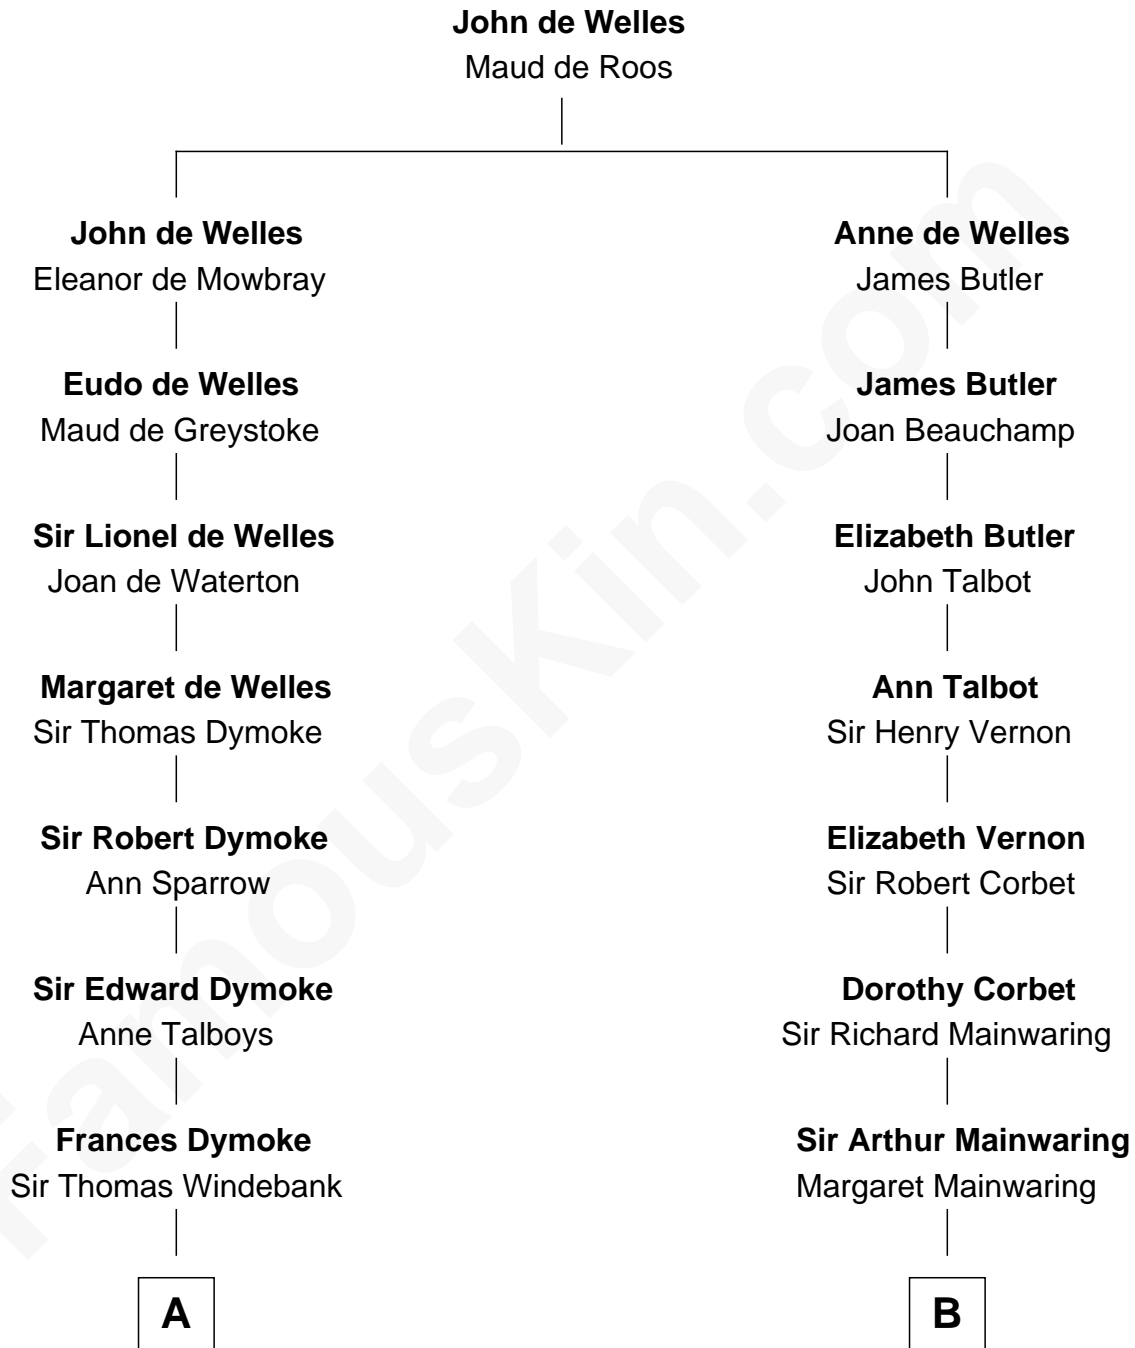 John de Welles
Maud de Roos
John de Welles
Eleanor de Mowbray
Eudo de Welles
Maud de Greystoke
Sir Lionel de Welles
Joan de Waterton
Margaret de Welles
Sir Thomas Dymoke
Sir Robert Dymoke
Ann Sparrow
Sir Edward Dymoke
Anne Talboys
Frances Dymoke
Sir Thomas Windebank
A
Anne de Welles
James Butler
James Butler
Joan Beauchamp
Elizabeth Butler
John Talbot
Ann Talbot
Sir Henry Vernon
Elizabeth Vernon
Sir Robert Corbet
Dorothy Corbet
Sir Richard Mainwaring
Sir Arthur Mainwaring
Margaret Mainwaring
B
FamousKin.com